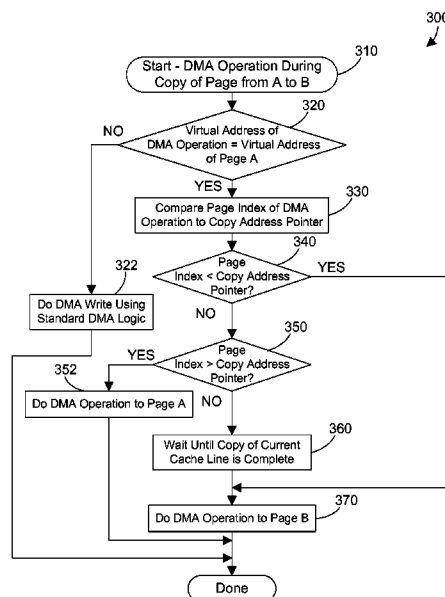 300
Start - DMA Operation During
Copy of Page from A to B
310
320
NO
Virtual Address of
DMA Operation = Virtual Address
of Page A
YES
330
Compare Page Index of DMA
Operation to Copy Address Pointer
340
Page
Index < Copy Address
Pointer?
YES
322
Do DMA Write Using
Standard DMA Logic
NO
350
YES
Page
Index > Copy Address
Pointer?
352
Do DMA Operation to Page A
NO
360
Wait Until Copy of Current
Cache Line is Complete
370
Do DMA Operation to Page B
Done